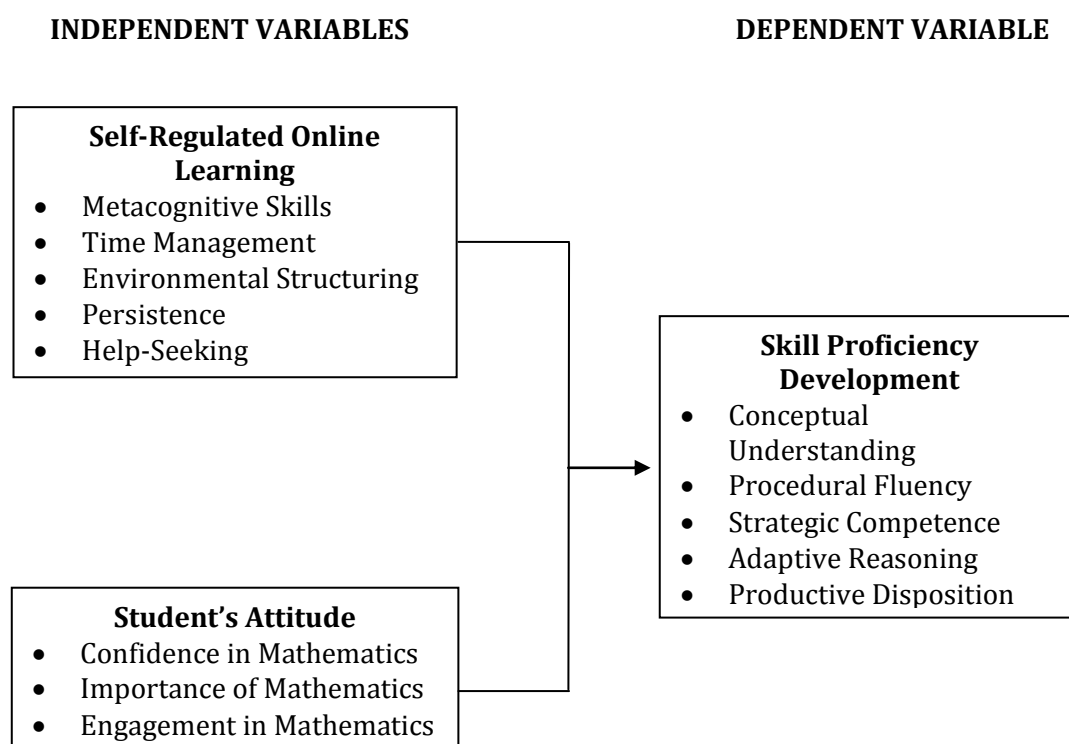 INDEPENDENT VARIABLES
DEPENDENT VARIABLE
Self-Regulated Online
Learning
• Metacognitive Skills
• Time Management
• Environmental Structuring
• Persistence
• Help-Seeking
Skill Proficiency
Development
• Conceptual
Understanding
• Procedural Fluency
• Strategic Competence
• Adaptive Reasoning
• Productive Disposition
Student’s Attitude
• Confidence in Mathematics
• Importance of Mathematics
• Engagement in Mathematics